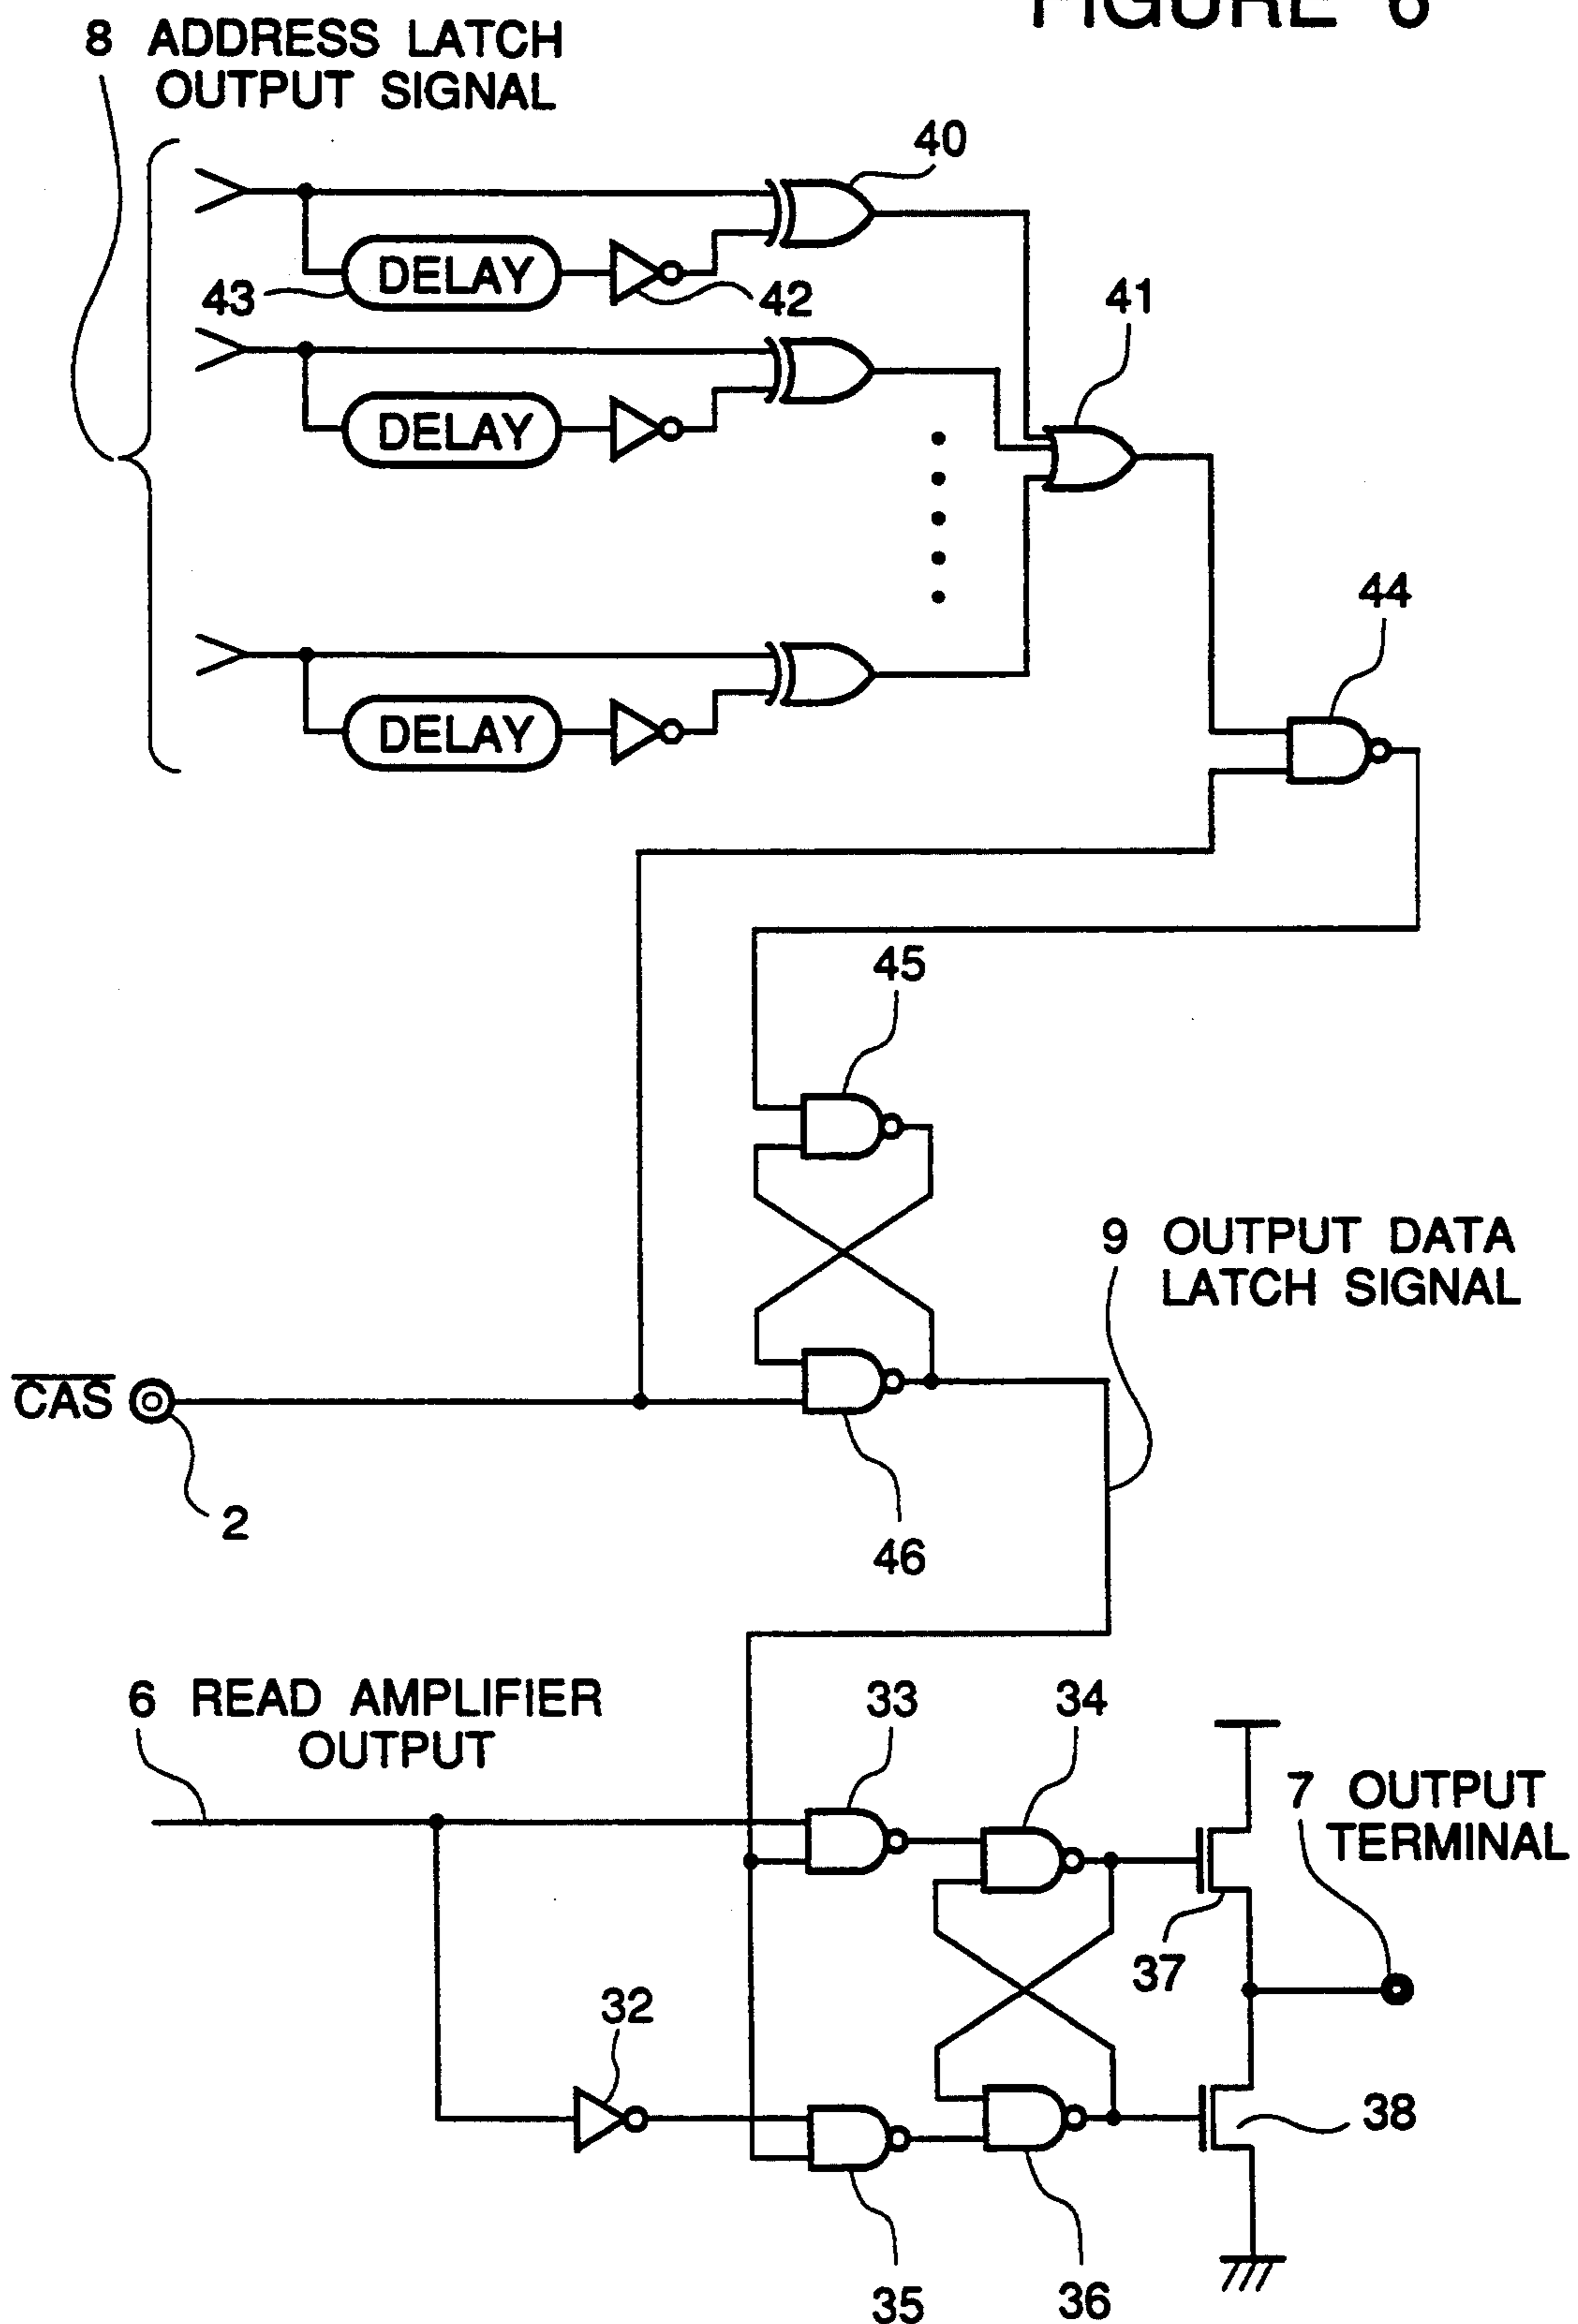 FIGURE 6
8 ADDRESS LATCH
OUTPUT SIGNAL
40
DELAY
43
42
41
DELAY
44
DELAY
45
9 OUTPUT DATA
LATCH SIGNAL
CAS
2
46
6 READ AMPLIFIER
OUTPUT
33
34
7 OUTPUT
TERMINAL
37
32
38
35
36